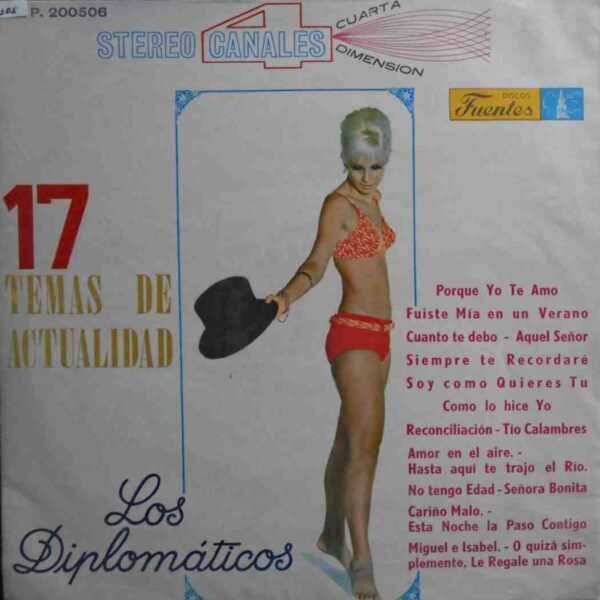 P. 200506
STEREO 4 CANALES
CUARTA
DIMENSION
DISCOS
Fuentes
17
TEMAS DE
ACTUALIDAD
Porque Yo Te Amo
Fuiste Mía en un Verano
Cuanto te debo - Aquel Señor
Siempre te Recordaré
Soy como Quieres Tu
Como lo hice Yo
Reconciliación - Tío Calambres
Amor en el aire. -
Hasta aquí te trajo el Río.
No tengo Edad - Señora Bonita
Cariño Malo. -
Esta Noche la Paso Contigo
Miguel e Isabel. - O quizá sim-
plemente, Le Regale una Rosa
Los
Diplomáticos